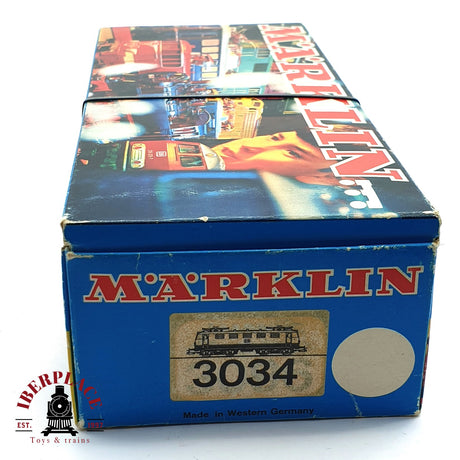 MÄRKLIN
MÄRKLIN
3034
Made in Western Germany
IBERPLACE
EST.
Toys & trains